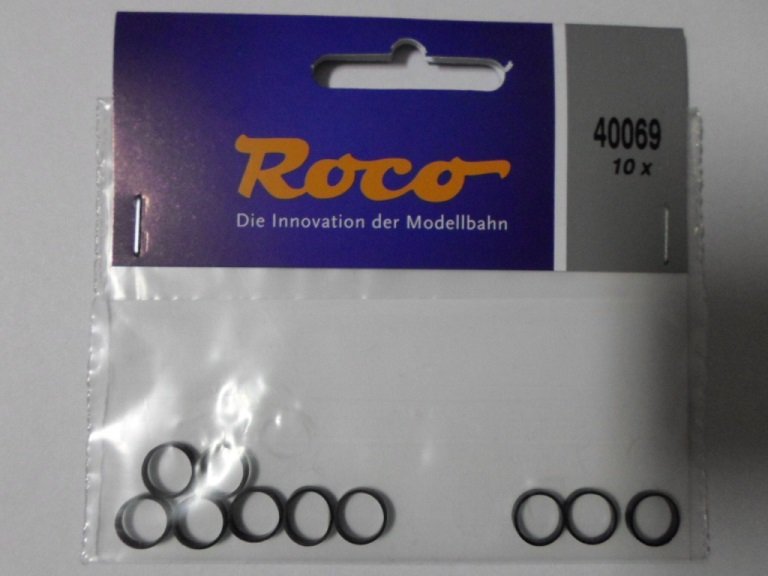 Roco
Die Innovation der Modellbahn
40069
10 x